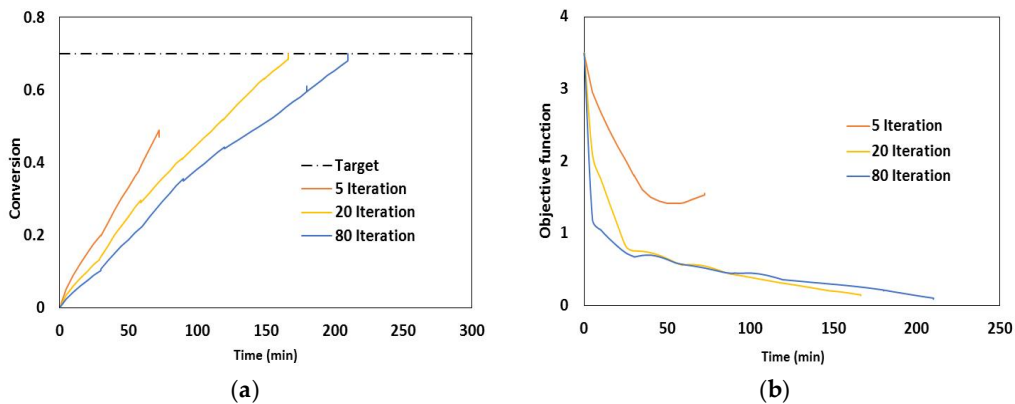 0.8
0.6
0.4
0.2
0
Conversion
0
50
100
150
200
250
300
Time (min)
Target
5 Iteration
20 Iteration
80 Iteration
(a)
4
3
2
1
0
Objective function
0
50
100
150
200
250
Time (min)
5 Iteration
20 Iteration
80 Iteration
(b)